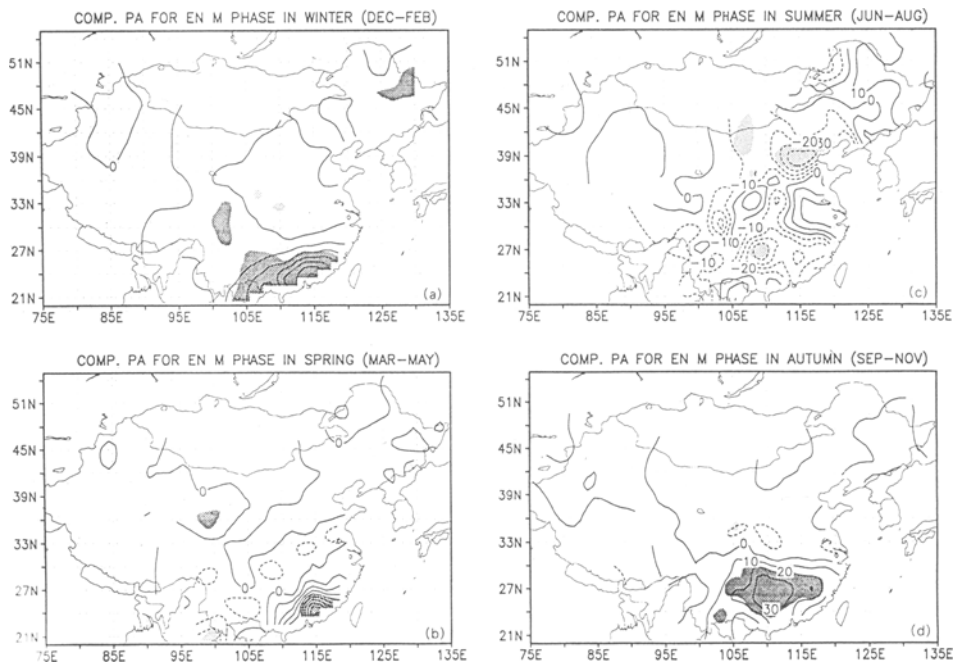 COMP. PA FOR EN M PHASE IN WINTER (DEC-FEB)
51N
45N
39N
33N
27N
21N
0
0
(a)
75E 85E 95E 105E 115E 125E 135E
COMP. PA FOR EN M PHASE IN SUMMER (JUN-AUG)
51N
45N
39N
33N
27N
21N
10
0
-20
30
0
0
-10
-10
-10
-10
-20
(c)
75E 85E 95E 105E 115E 125E 135E
COMP. PA FOR EN M PHASE IN SPRING (MAR-MAY)
51N
45N
39N
33N
27N
21N
0
0
0
0
(b)
75E 85E 95E 105E 115E 125E 135E
COMP. PA FOR EN M PHASE IN AUTUMN (SEP-NOV)
51N
45N
39N
33N
27N
21N
0
10
20
30
(d)
75E 85E 95E 105E 115E 125E 135E